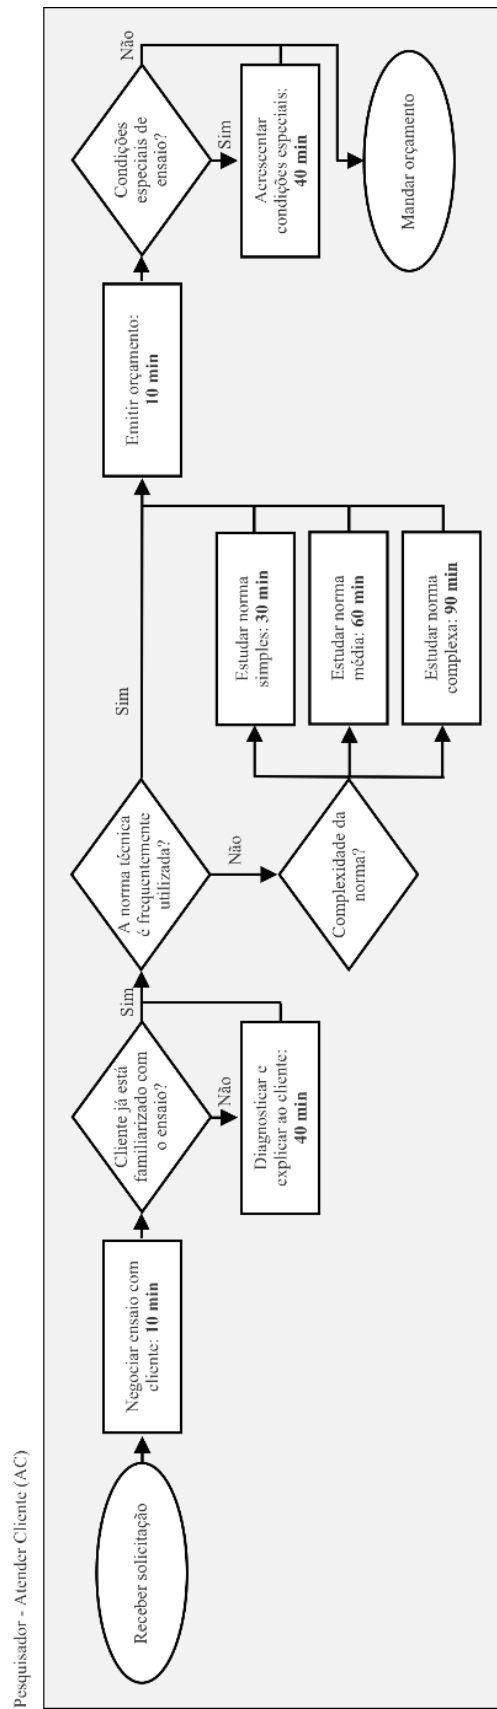 Pesquisador - Atender Cliente (AC)
Receber solicitação
Negociar ensaio com
cliente: 10 min
Cliente já está
familiarizado com
o ensaio?
Sim
Não
Diagnosticar e
explicar ao cliente:
40 min
A norma técnica
é frequentemente
utilizada?
Sim
Não
Complexidade da
norma?
Estudar norma
simples: 30 min
Estudar norma
média: 60 min
Estudar norma
complexa: 90 min
Emitir orçamento:
10 min
Condições
especiais de
ensaio?
Não
Sim
Acrescentar
condições especiais:
40 min
Mandar orçamento